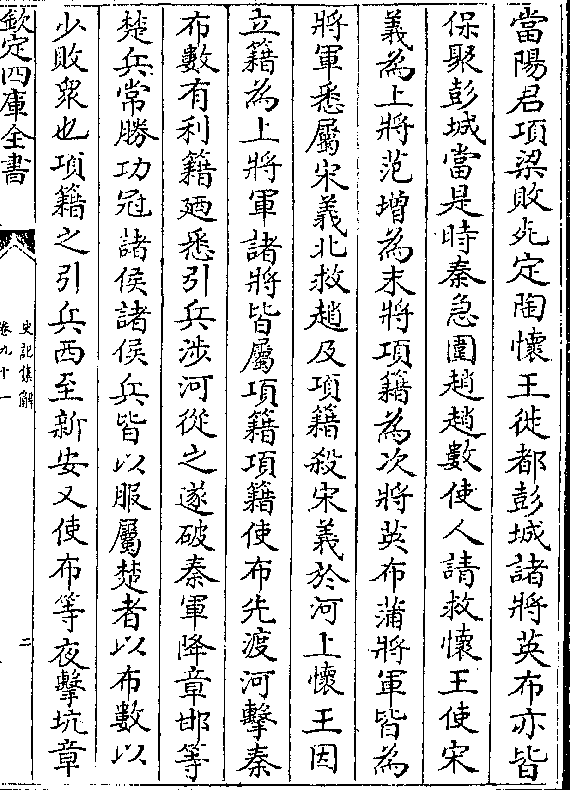 當陽君項梁敗死定陶懷王徙都彭城諸將英布亦皆
保聚彭城當是時秦急圍趙趙數使人請救懷王使宋
義為上將范增為末將項籍為次將英布蒲將軍皆為
將軍悉屬宋義北救趙及項籍殺宋義於河上懷王因
立籍為上將軍諸將皆屬項籍項籍使布先渡河擊秦
布數有利籍廼悉引兵涉河從之遂破秦軍降章邯等
楚兵常勝功冠諸侯諸侯兵皆以服屬楚者以布數以
少敗衆也項籍之引兵西至新安又使布等夜擊坑章
欽定四庫全書
史記集解
卷九十一
二